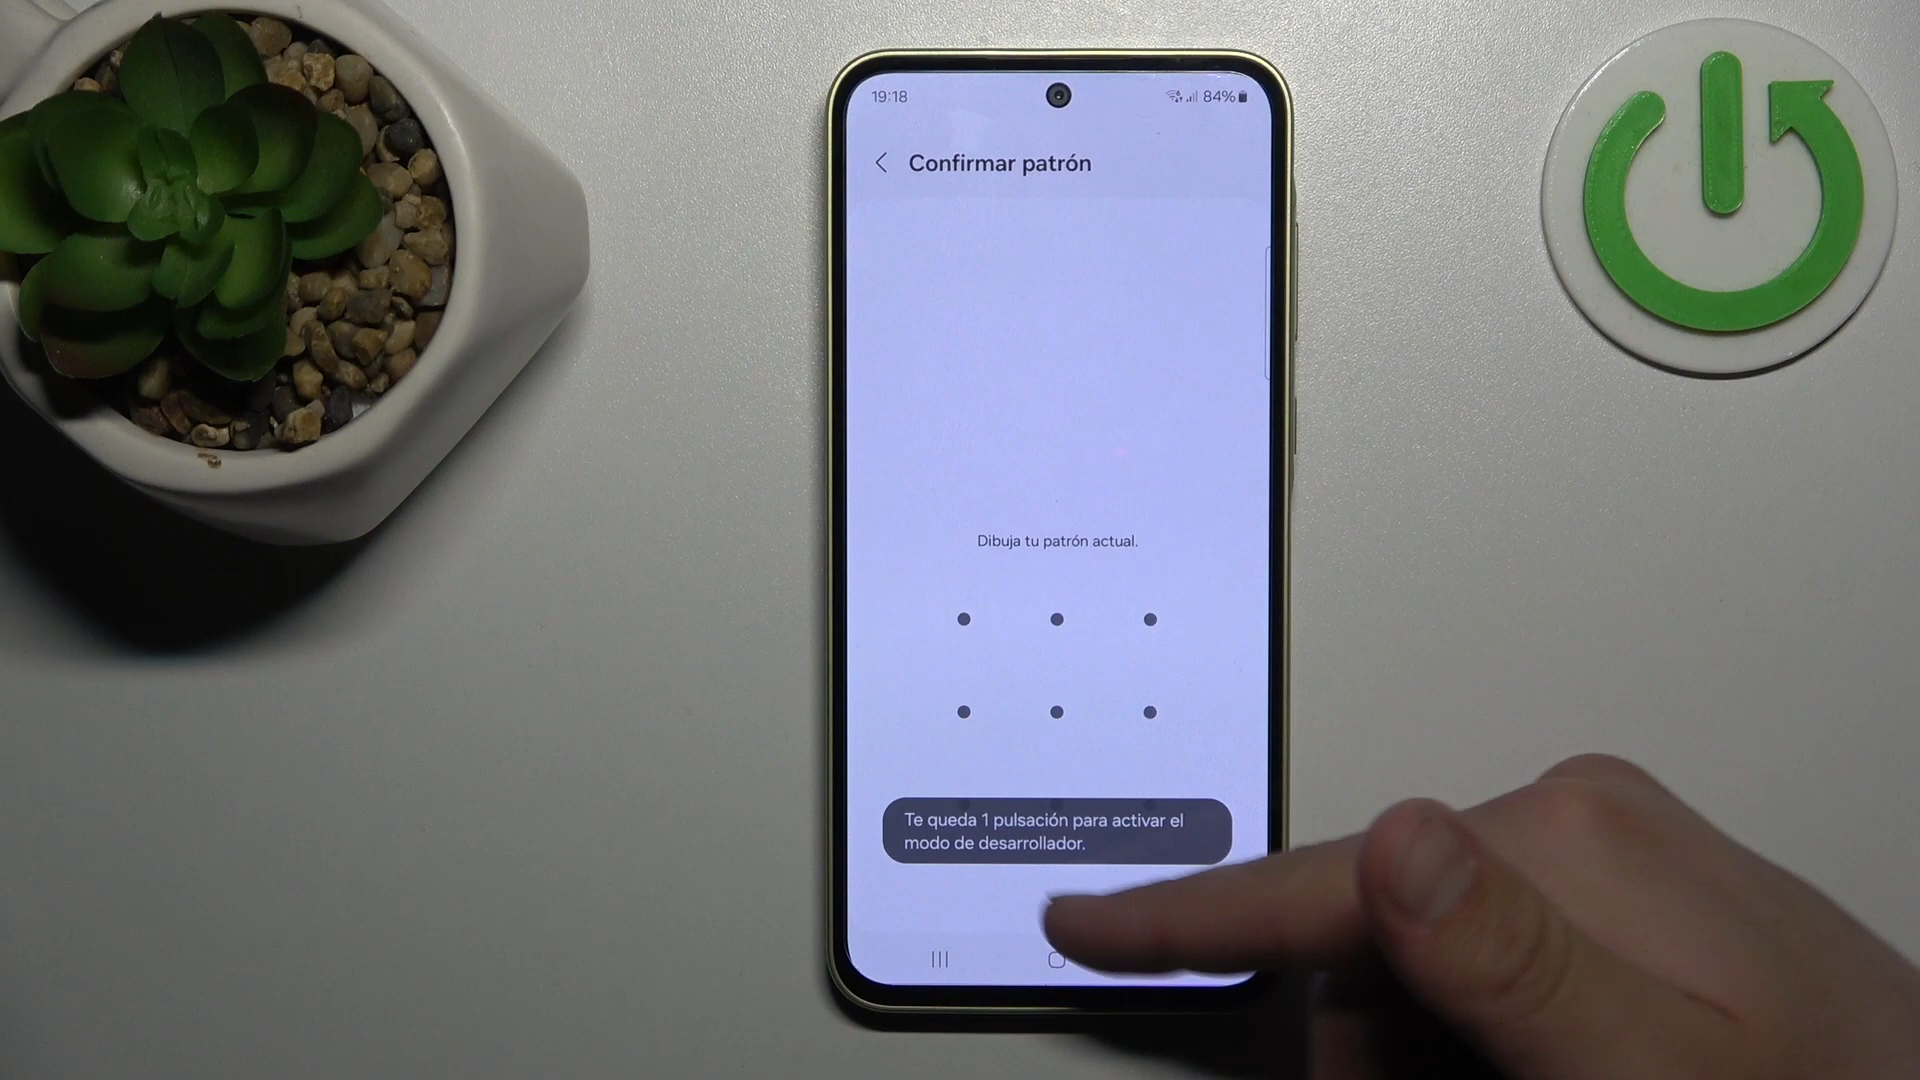 19:18
84%
Confirmar patrón
Dibuja tu patrón actual.
Te queda 1 pulsación para activar el
modo de desarrollador.